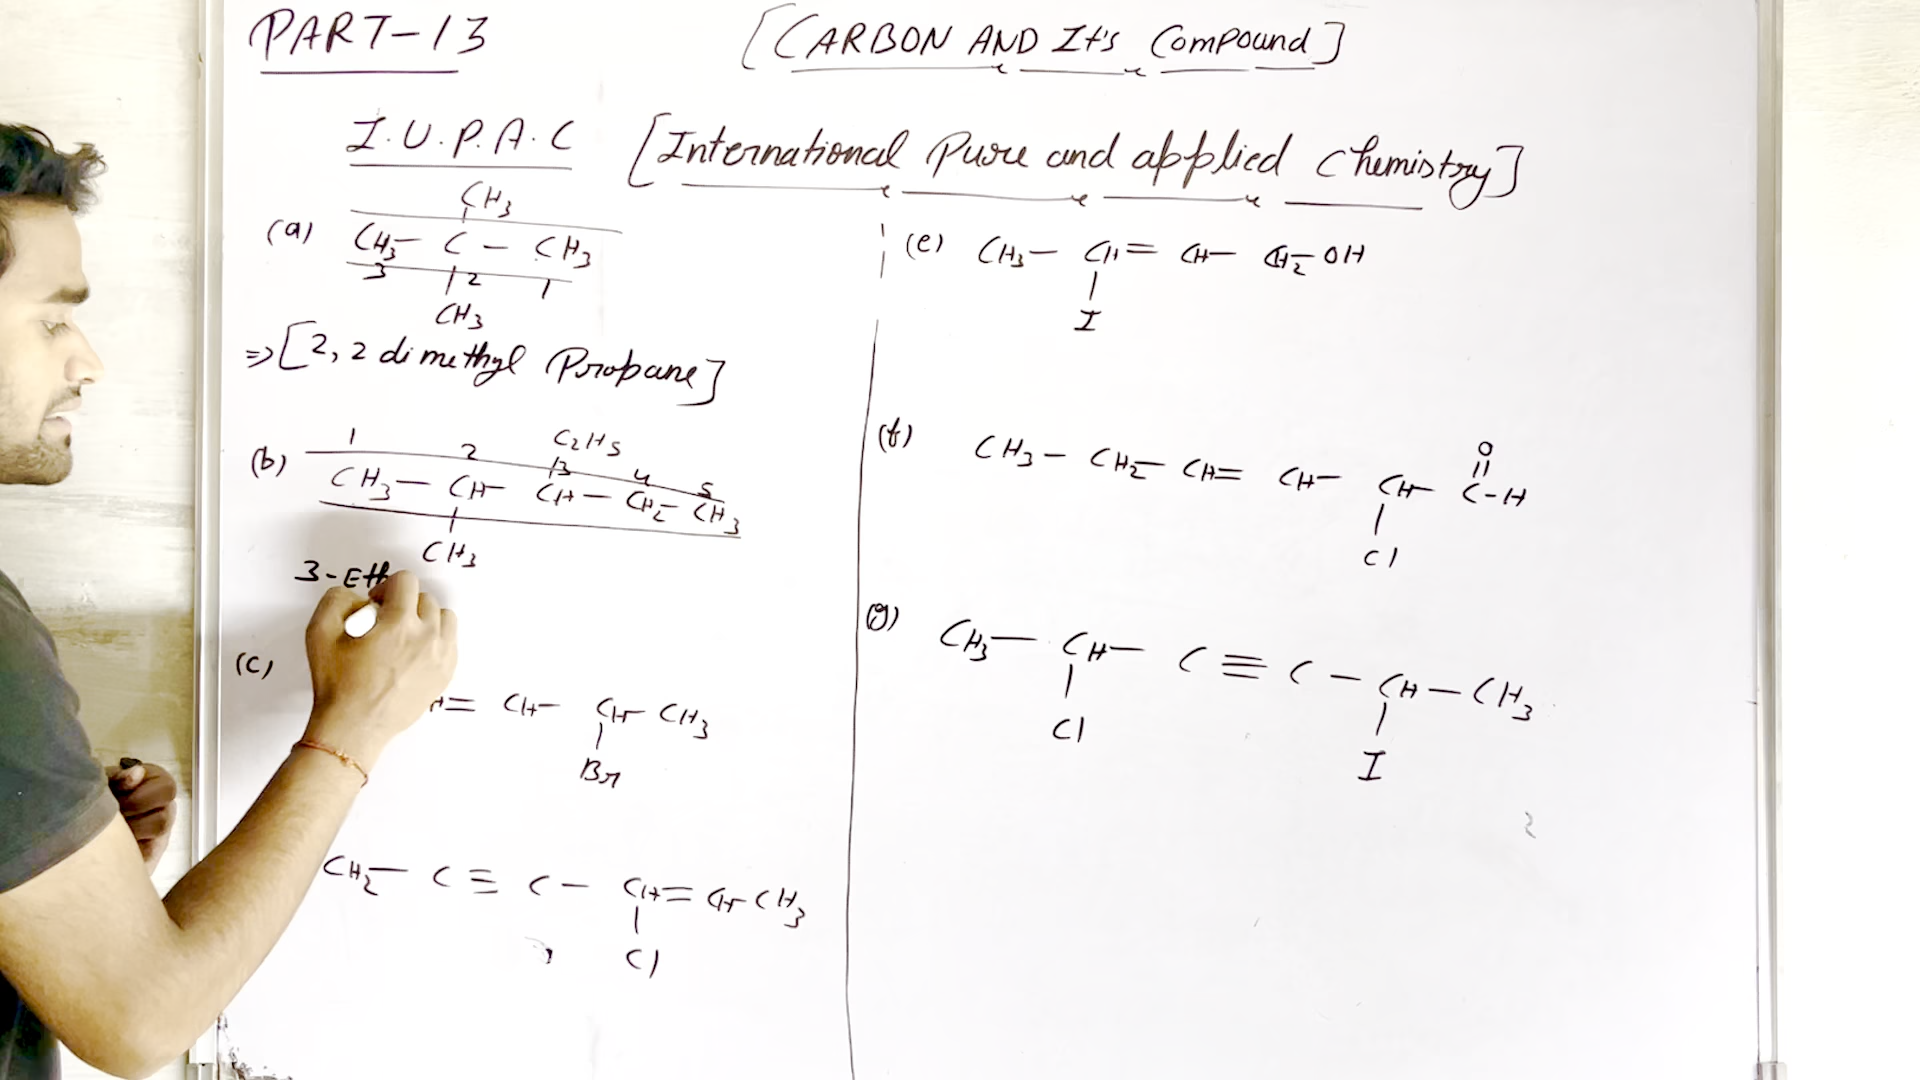 PART-13
[CARBON AND It's Compound]
I.U.P.A.C [International Pure and applied Chemistry]
(a)
CH3
CH3 — C — CH3
3 2 1
CH3
⇒ [2, 2 dimethyl Propane]
(b)
1 2 C2H5
3 4 5
CH3 — CH — CH — CH2 — CH3
CH3
3-Eth
(c)
= CH — CH — CH3
Br
CH2 — C ≡ C — CH = CH — CH3
Cl
(e) CH3 — CH = CH — CH2 — OH
I
(f)
O
CH3 — CH2 — CH = CH — CH — C - H
Cl
(g)
CH3 — CH — C ≡ C — CH — CH3
Cl
I